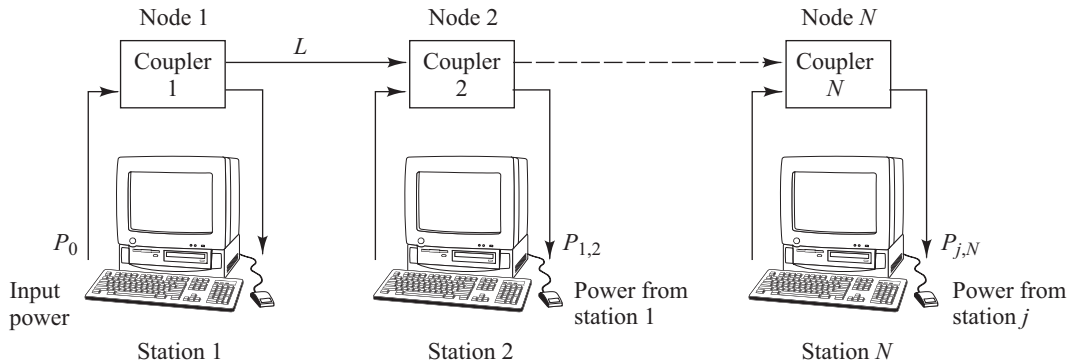 Node 1
Node 2
Node N
L
Coupler
1
Coupler
2
Coupler
N
P0
P1,2
Pj,N
Input
power
Power from
station 1
Power from
station j
Station 1
Station 2
Station N